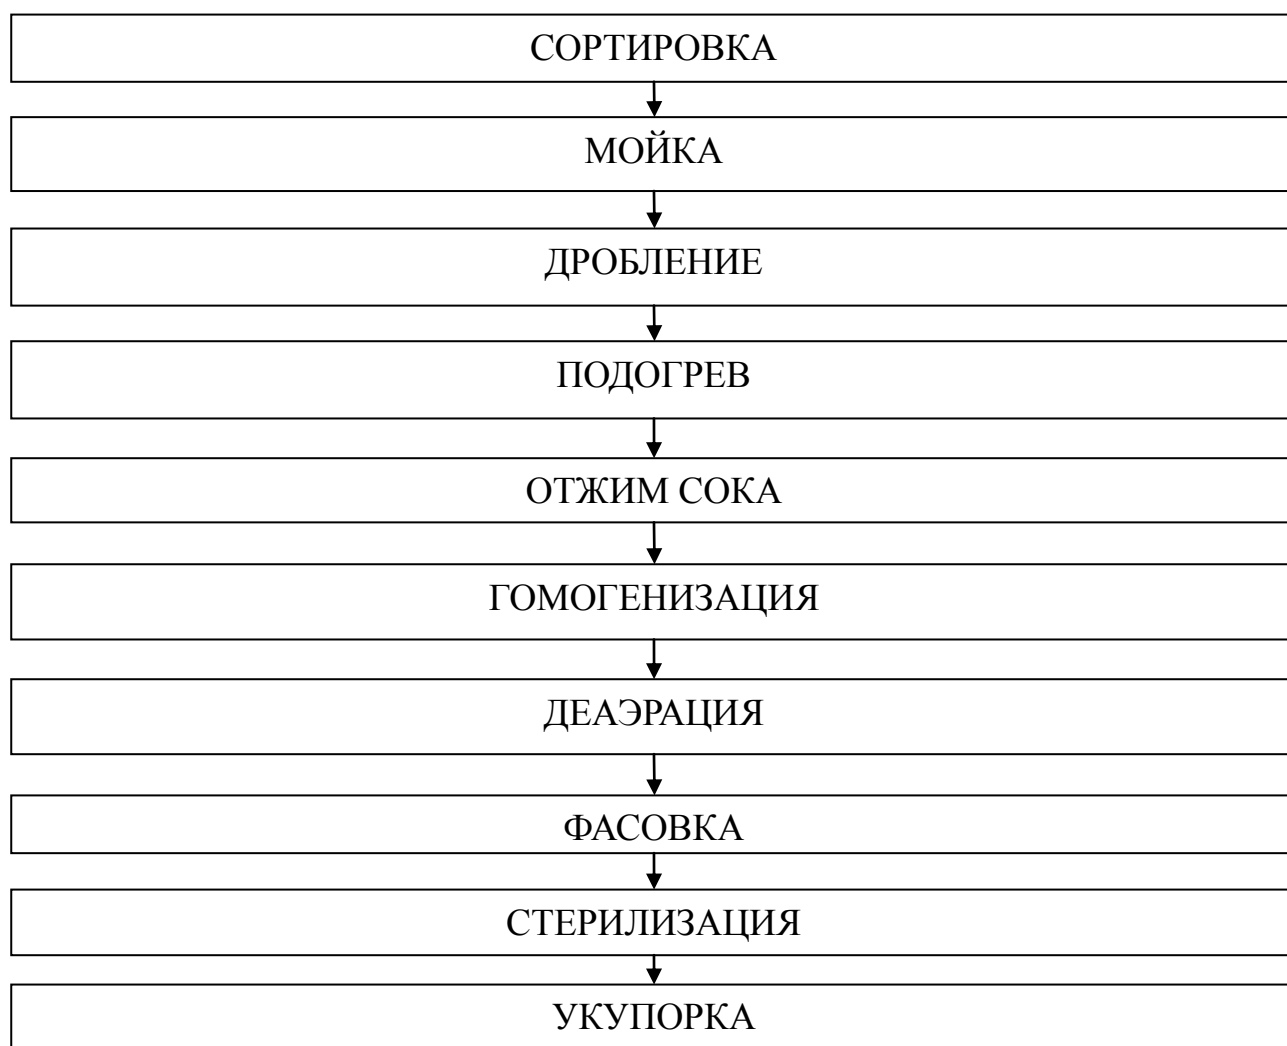 СОРТИРОВКА
МОЙКА
ДРОБЛЕНИЕ
ПОДОГРЕВ
ОТЖИМ СОКА
ГОМОГЕНИЗАЦИЯ
ДЕАЭРАЦИЯ
ФАСОВКА
СТЕРИЛИЗАЦИЯ
УКУПОРКА